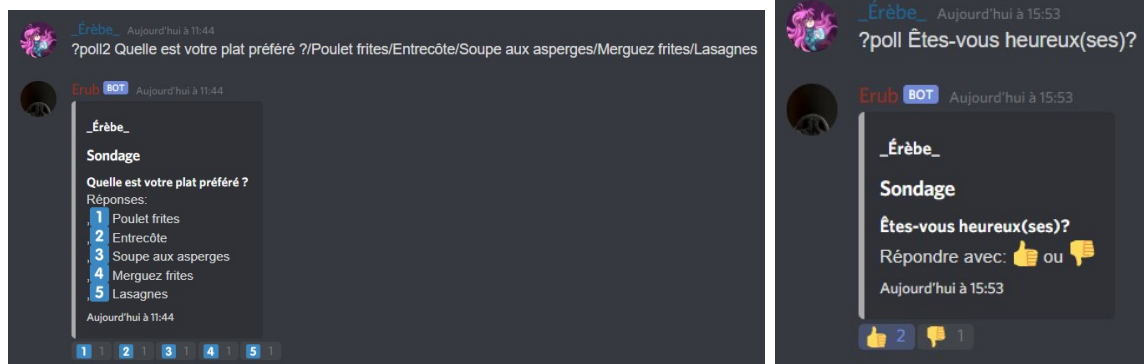 _Érèbe_ Aujourd'hui à 11:44
?poll2 Quelle est votre plat préféré ?/Poulet frites/Entrecôte/Soupe aux asperges/Merguez frites/Lasagnes
Erub BOT Aujourd'hui à 11:44
_Érèbe_
Sondage
Quelle est votre plat préféré ?
Réponses:
, 1 Poulet frites
, 2 Entrecôte
, 3 Soupe aux asperges
, 4 Merguez frites
, 5 Lasagnes
Aujourd'hui à 11:44
1 1 2 1 3 1 4 1 5 1
_Érèbe_ Aujourd'hui à 15:53
?poll Êtes-vous heureux(ses)?
Erub BOT Aujourd'hui à 15:53
_Érèbe_
Sondage
Êtes-vous heureux(ses)?
Répondre avec: 👍 ou 👎
Aujourd'hui à 15:53
👍 2 👎 1